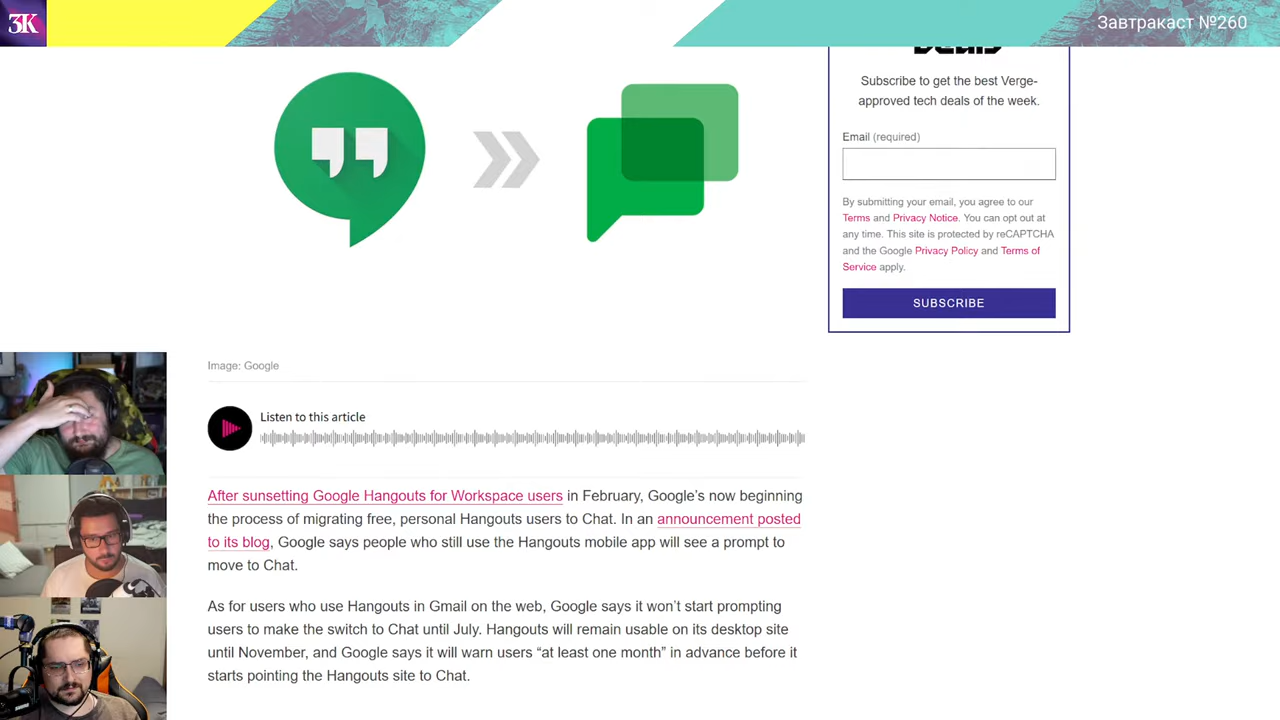 ЗК
Завтракаст №260
Deals
Subscribe to get the best Verge-
approved tech deals of the week.
Email (required)
By submitting your email, you agree to our
Terms and Privacy Notice. You can opt out at
any time. This site is protected by reCAPTCHA
and the Google Privacy Policy and Terms of
Service apply.
SUBSCRIBE
Image: Google
Listen to this article
After sunsetting Google Hangouts for Workspace users in February, Google’s now beginning
the process of migrating free, personal Hangouts users to Chat. In an announcement posted
to its blog, Google says people who still use the Hangouts mobile app will see a prompt to
move to Chat.
As for users who use Hangouts in Gmail on the web, Google says it won’t start prompting
users to make the switch to Chat until July. Hangouts will remain usable on its desktop site
until November, and Google says it will warn users “at least one month” in advance before it
starts pointing the Hangouts site to Chat.